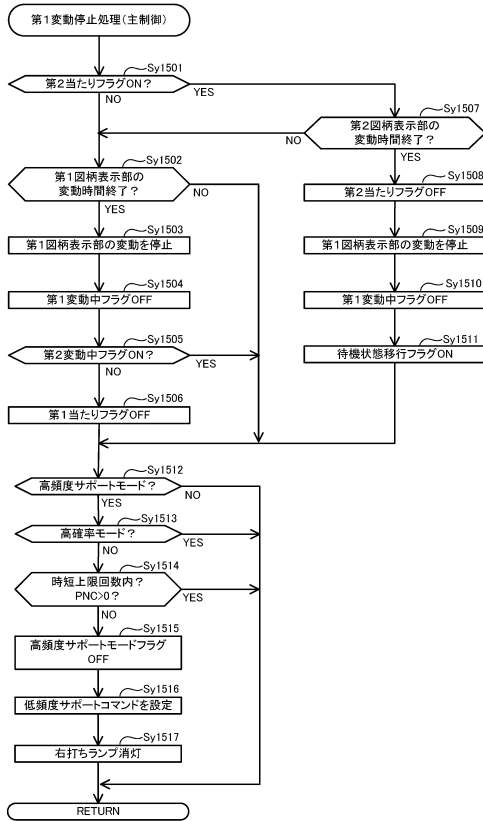 第1変動停止処理(主制御)
Sy1501
第2当たりフラグON?
YES
NO
Sy1507
第2図柄表示部の
変動時間終了?
NO
YES
Sy1502
第1図柄表示部の
変動時間終了?
NO
YES
Sy1508
第2当たりフラグOFF
Sy1503
第1図柄表示部の変動を停止
Sy1509
第1図柄表示部の変動を停止
Sy1504
第1変動中フラグOFF
Sy1510
第1変動中フラグOFF
Sy1505
第2変動中フラグON?
YES
NO
Sy1511
待機状態移行フラグON
Sy1506
第1当たりフラグOFF
Sy1512
高頻度サポートモード?
NO
YES
Sy1513
高確率モード?
YES
NO
Sy1514
時短上限回数内?
PNC>0?
YES
NO
Sy1515
高頻度サポートモードフラグ
OFF
Sy1516
低頻度サポートコマンドを設定
Sy1517
右打ちランプ消灯
RETURN